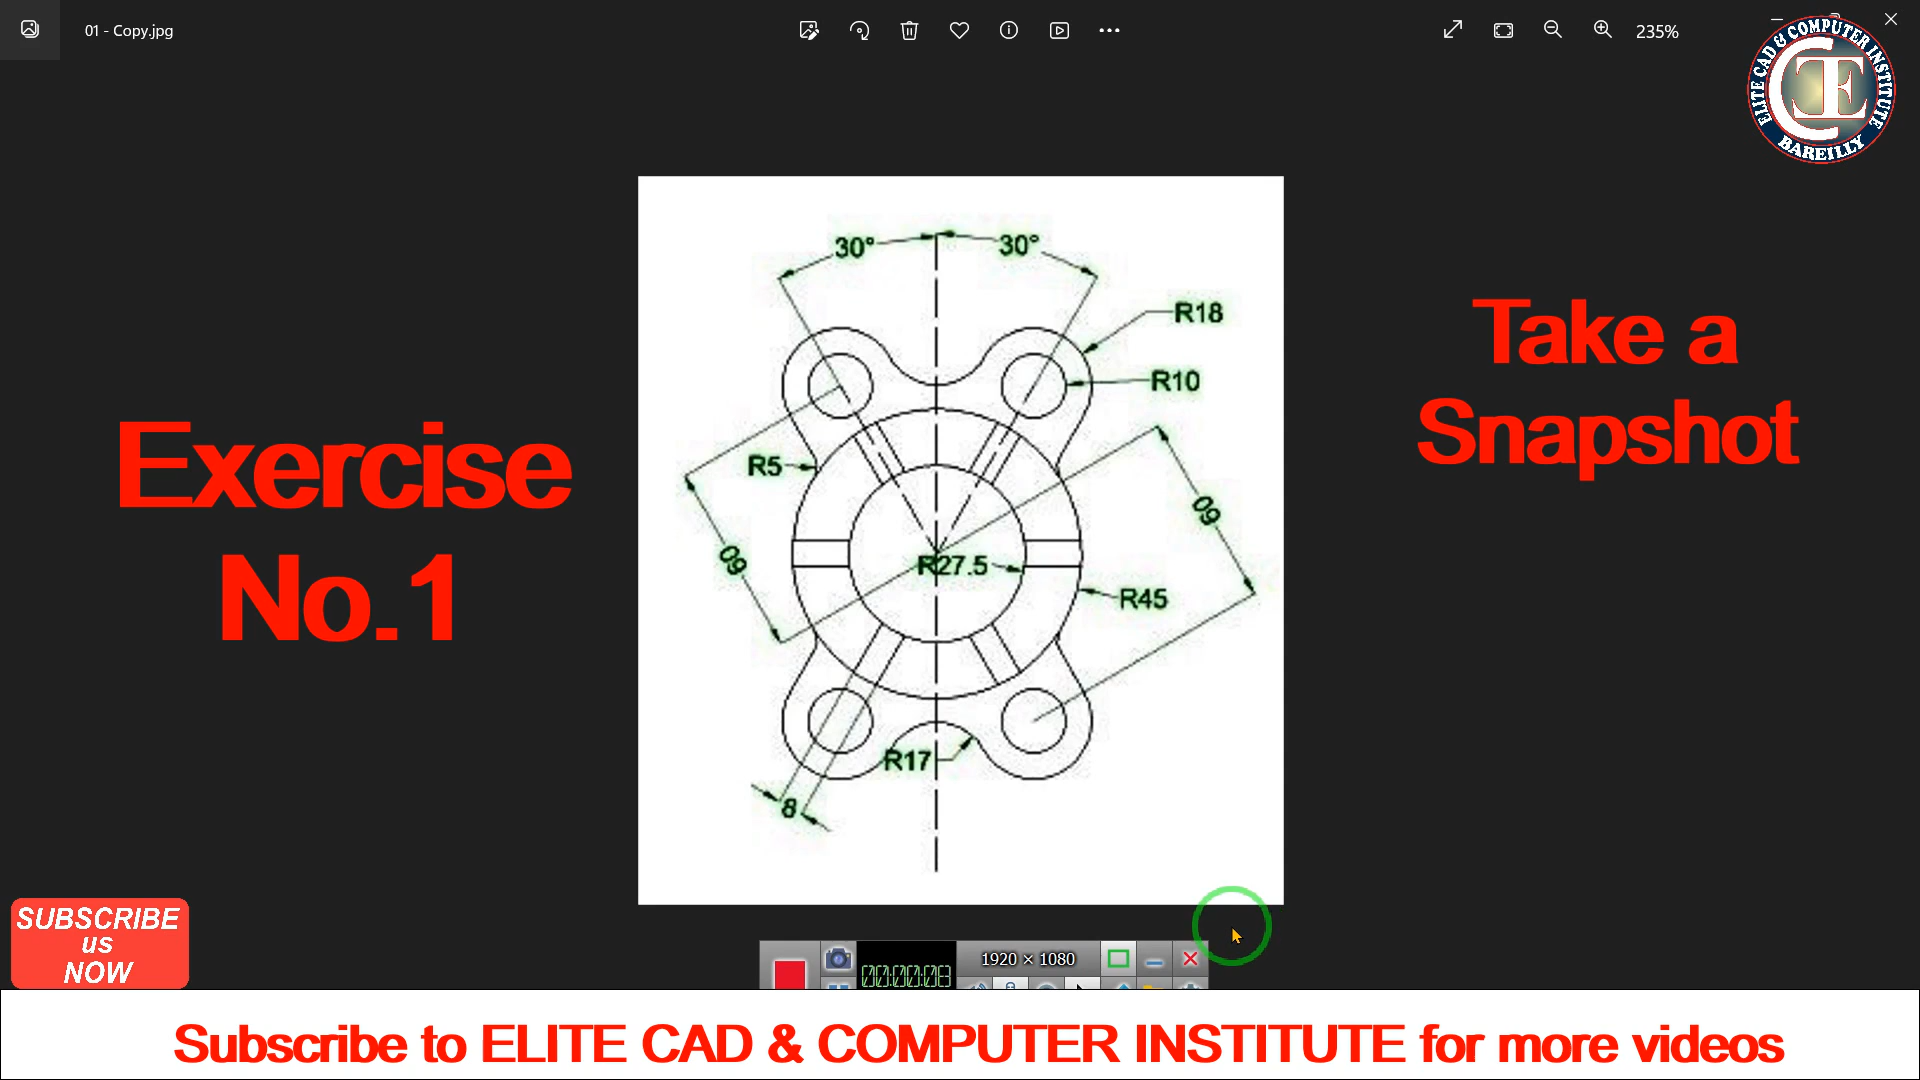 01 - Copy.jpg
235%
ELITE CAD & COMPUTER INSTITUTE
BAREILLY
CTE
30°
30°
R18
R10
R5
60
60
R27.5
R45
R17
8
Exercise
No.1
Take a
Snapshot
SUBSCRIBE
us
NOW
1920 × 1080
Subscribe to ELITE CAD & COMPUTER INSTITUTE for more videos